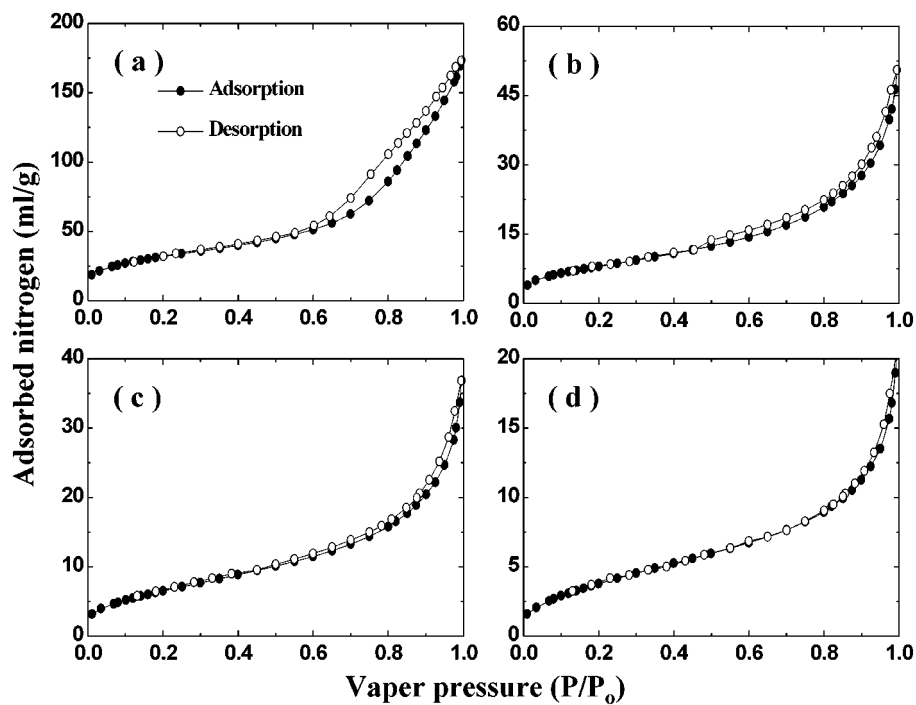 ( a )
Adsorption
Desorption
200
150
100
50
0
0.0 0.2 0.4 0.6 0.8 1.0
( b )
60
45
30
15
0
0.0 0.2 0.4 0.6 0.8 1.0
Adsorbed nitrogen (ml/g)
( c )
40
30
20
10
0
0.0 0.2 0.4 0.6 0.8 1.0
( d )
20
15
10
5
0
0.0 0.2 0.4 0.6 0.8 1.0
Vaper pressure (P/Po)